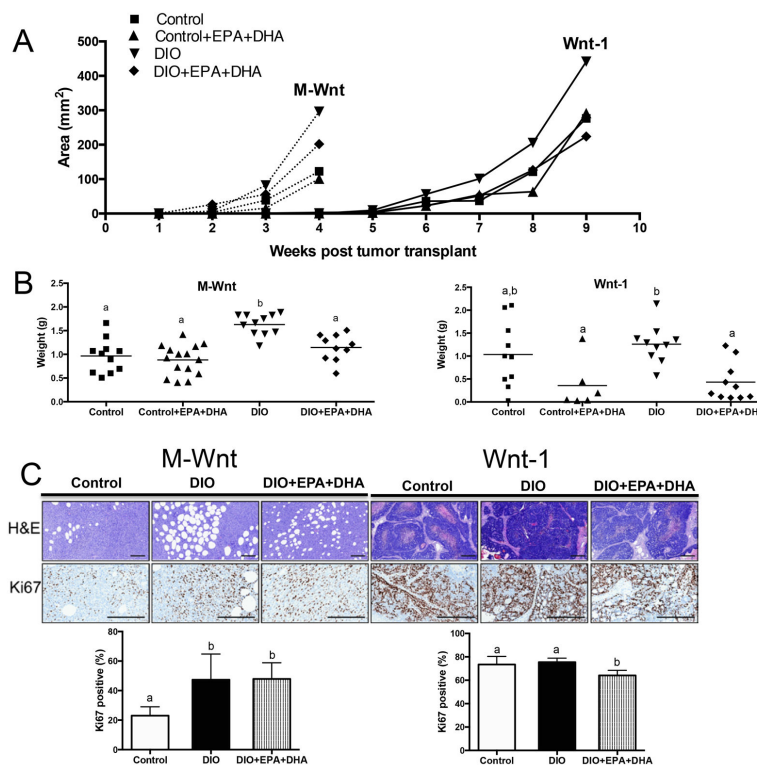 A
Control
Control+EPA+DHA
DIO
DIO+EPA+DHA
M-Wnt
Wnt-1
Area (mm²)
500
400
300
200
100
0
0 1 2 3 4 5 6 7 8 9 10
Weeks post tumor transplant
B
M-Wnt
Weight (g)
2.5
2.0
1.5
1.0
0.5
0.0
a a b a
Control Control+EPA+DHA DIO DIO+EPA+DHA
Wnt-1
Weight (g)
2.5
2.0
1.5
1.0
0.5
0.0
a,b a b a
Control Control+EPA+DHA DIO DIO+EPA+DHA
C
M-Wnt Wnt-1
Control DIO DIO+EPA+DHA Control DIO DIO+EPA+DHA
H&E
Ki67
Ki67 positive (%)
80
60
40
20
0
a b b
Control DIO DIO+EPA+DHA
Ki67 positive (%)
100
80
60
40
20
0
a a b
Control DIO DIO+EPA+DHA